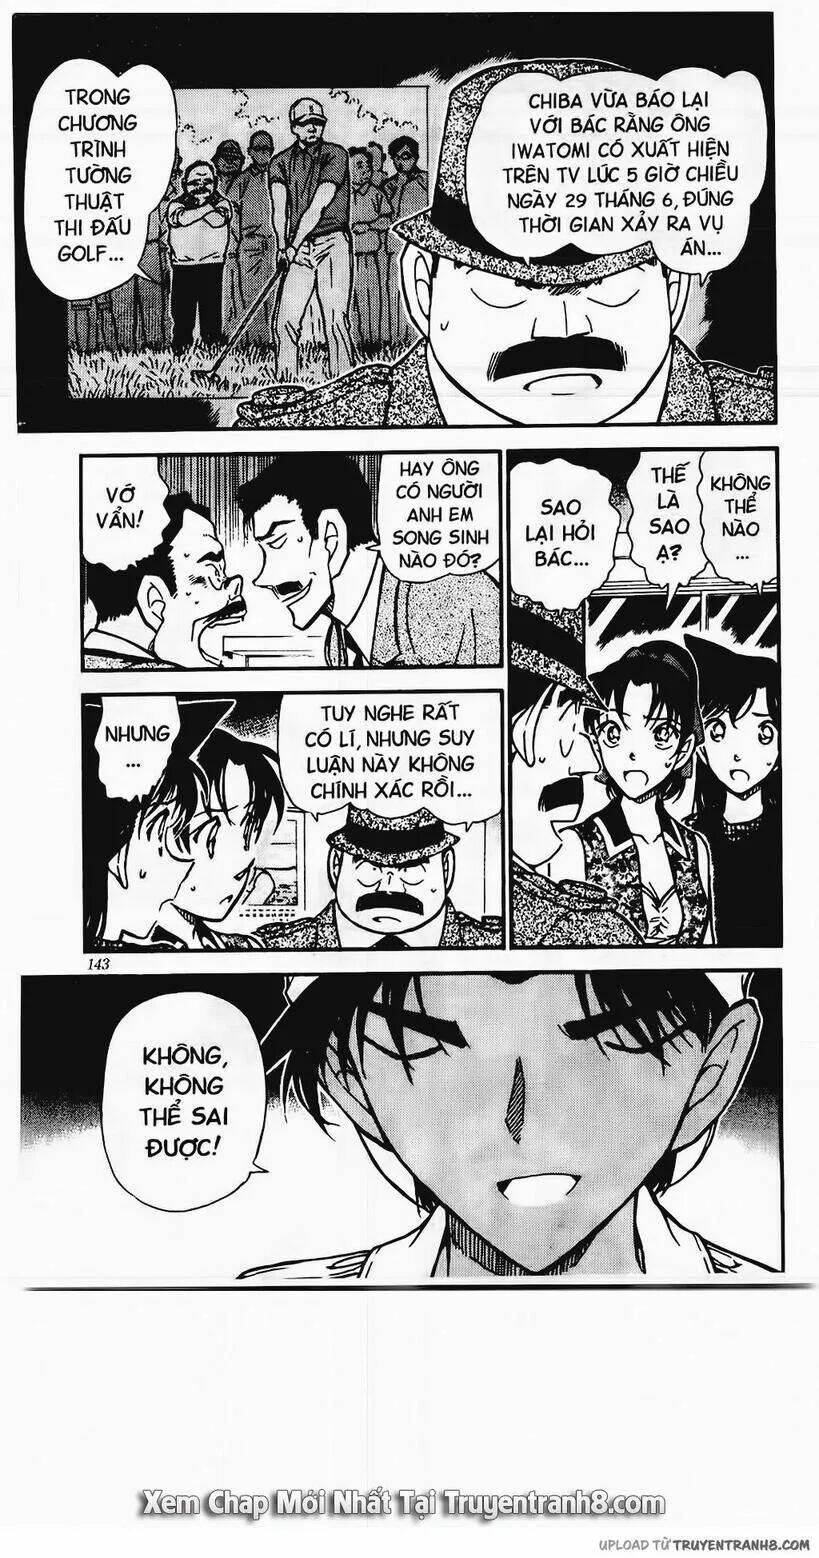 CHIBA VỪA BÁO LẠI
VỚI BÁC RẰNG ÔNG
IWATOMI CÓ XUẤT HIỆN
TRÊN TV LÚC 5 GIỜ CHIỀU
NGÀY 29 THÁNG 6, ĐÚNG
THỜI GIAN XẢY RA VỤ
ÁN...
TRONG
CHƯƠNG
TRÌNH
TƯỜNG
THUẬT
THI ĐẤU
GOLF...
KHÔNG
THỂ
NÀO
...
THẾ
LÀ
SAO
Ạ?
SAO
LẠI HỎI
BÁC...
HAY ÔNG
CÓ NGƯỜI
ANH EM
SONG SINH
NÀO ĐÓ?
VỚ
VẨN!
TUY NGHE RẤT
CÓ LÍ, NHƯNG SUY
LUẬN NÀY KHÔNG
CHÍNH XÁC RỒI...
NHƯNG
...
143
KHÔNG,
KHÔNG
THỂ SAI
ĐƯỢC!
Xem Chap Mới Nhất Tại Truyentranh8.com
UPLOAD TỪ TRUYENTRANH8.COM